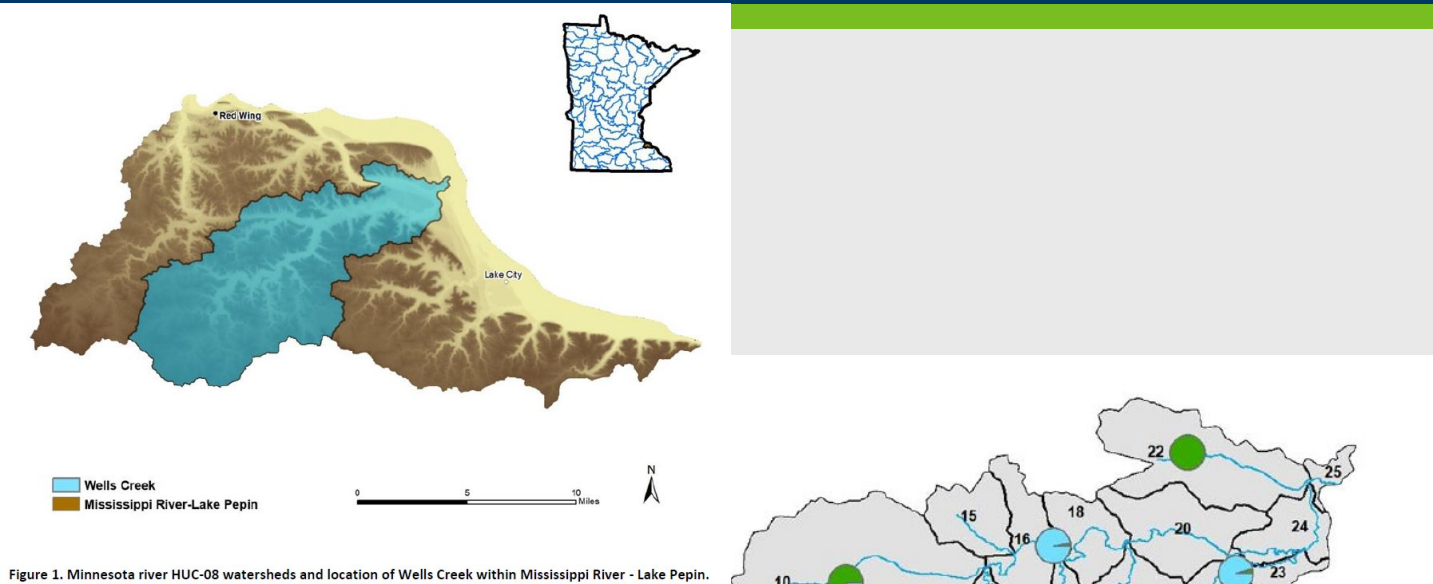 Red Wing
Lake City
Wells Creek
Mississippi River-Lake Pepin
0 5 10
Miles
N
Figure 1. Minnesota river HUC-08 watersheds and location of Wells Creek within Mississippi River - Lake Pepin.
22
25
15
18
24
20
16
23
10